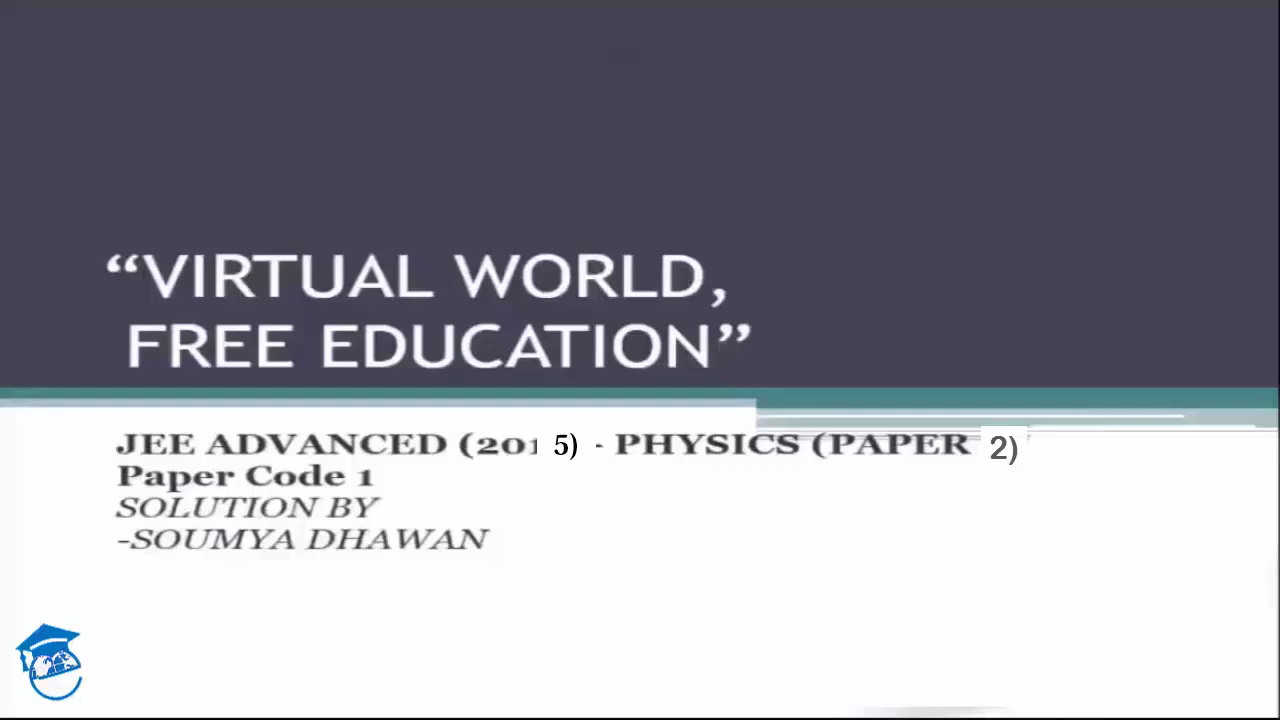 “VIRTUAL WORLD,
FREE EDUCATION”
JEE ADVANCED (201 5) - PHYSICS (PAPER 2)
Paper Code 1
SOLUTION BY
-SOUMYA DHAWAN